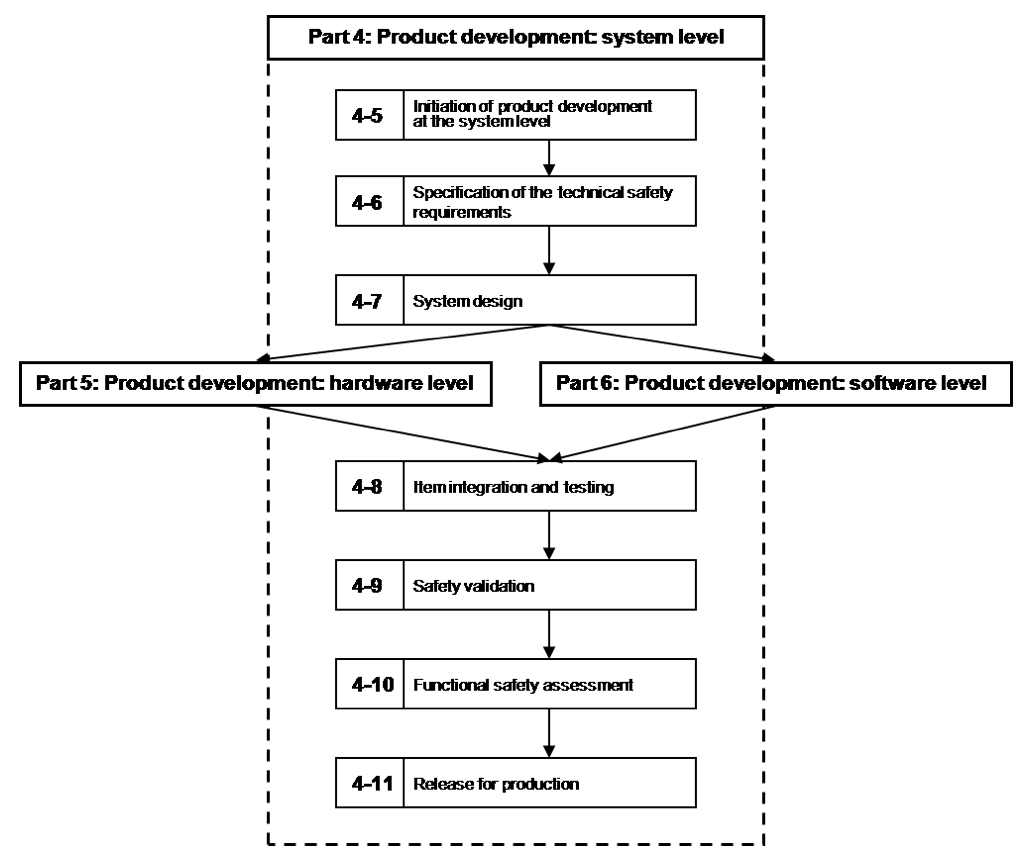 Part 4: Product development: system level
4-5
Initiation of product development
at the system level
4-6
Specification of the technical safety
requirements
4-7
System design
Part 5: Product development: hardware level
Part 6: Product development: software level
4-8
Item integration and testing
4-9
Safety validation
4-10
Functional safety assessment
4-11
Release for production